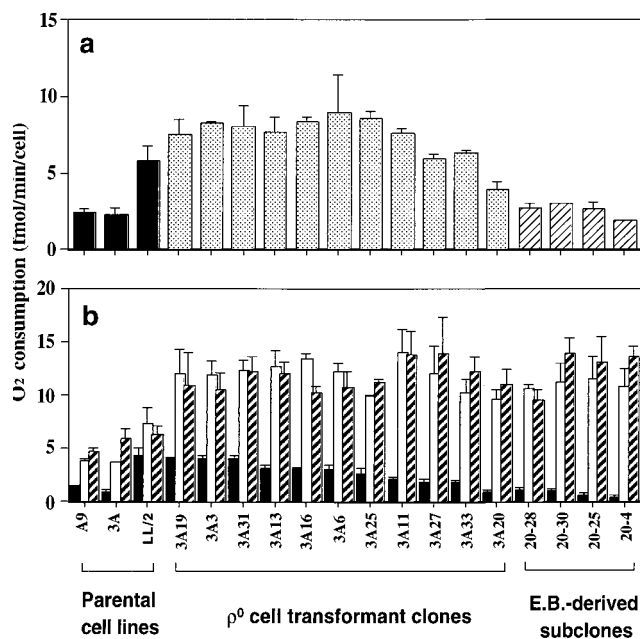 15
a
10
5
0
O2 consumption (fmol/min/cell)
20
b
15
10
5
0
A9
3A
LL/2
3A19
3A3
3A31
3A13
3A16
3A6
3A25
3A11
3A27
3A33
3A20
20-28
20-30
20-25
20-4
Parental
cell lines
ρ⁰ cell transformant clones
E.B.-derived
subclones